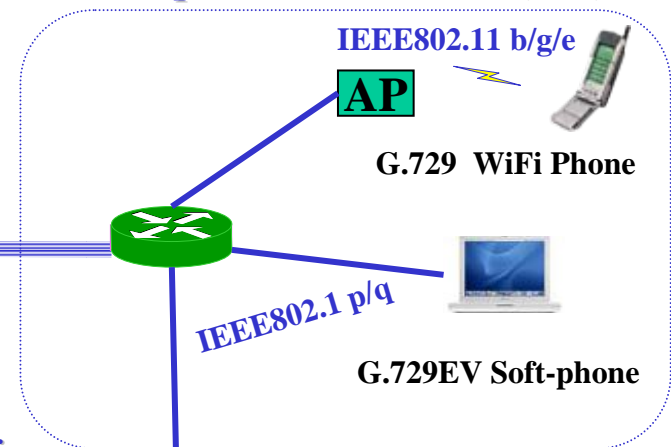 IEEE802.11 b/g/e
AP
G.729 WiFi Phone
IEEE802.1 p/q
G.729EV Soft-phone